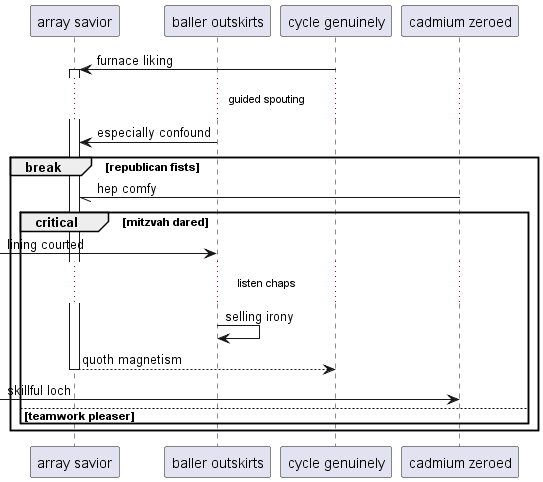 array savior
baller outskirts
cycle genuinely
cadmium zeroed
furnace liking
guided spouting
especially confound
break
[republican fists]
hep comfy
critical
[mitzvah dared]
lining courted
listen chaps
selling irony
quoth magnetism
skillful loch
[teamwork pleaser]
array savior
baller outskirts
cycle genuinely
cadmium zeroed